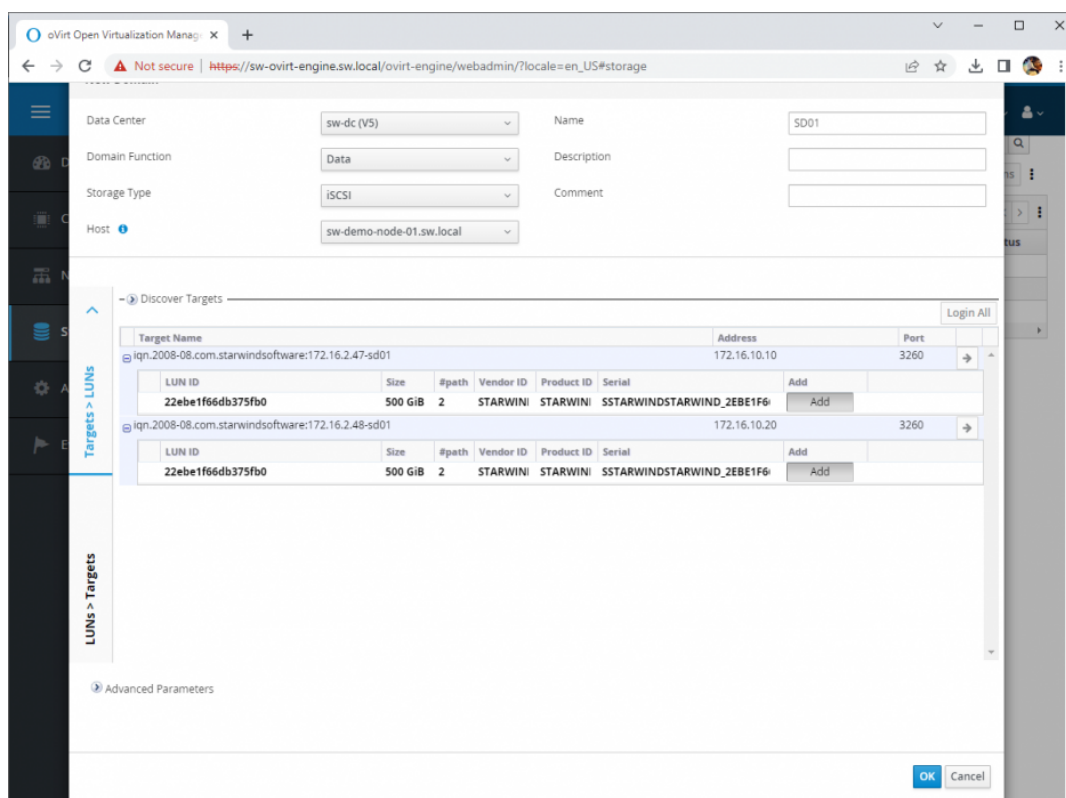 oVirt Open Virtualization Manag
Not secure | https://sw-ovirt-engine.sw.local/ovirt-engine/webadmin/?locale=en_US#storage
Data Center sw-dc (V5) Name SD01
Domain Function Data Description
Storage Type iSCSI Comment
Host sw-demo-node-01.sw.local
tus
Discover Targets
Login All
Target Name Address Port
iqn.2008-08.com.starwindsoftware:172.16.2.47-sd01 172.16.10.10 3260
LUN ID Size #path Vendor ID Product ID Serial Add
22ebe1f66db375fb0 500 GiB 2 STARWINI STARWINI SSTARWINDSTARWIND_2EBE1F6 Add
iqn.2008-08.com.starwindsoftware:172.16.2.48-sd01 172.16.10.20 3260
LUN ID Size #path Vendor ID Product ID Serial Add
22ebe1f66db375fb0 500 GiB 2 STARWINI STARWINI SSTARWINDSTARWIND_2EBE1F6 Add
Targets > LUNs
LUNs > Targets
Advanced Parameters
OK Cancel